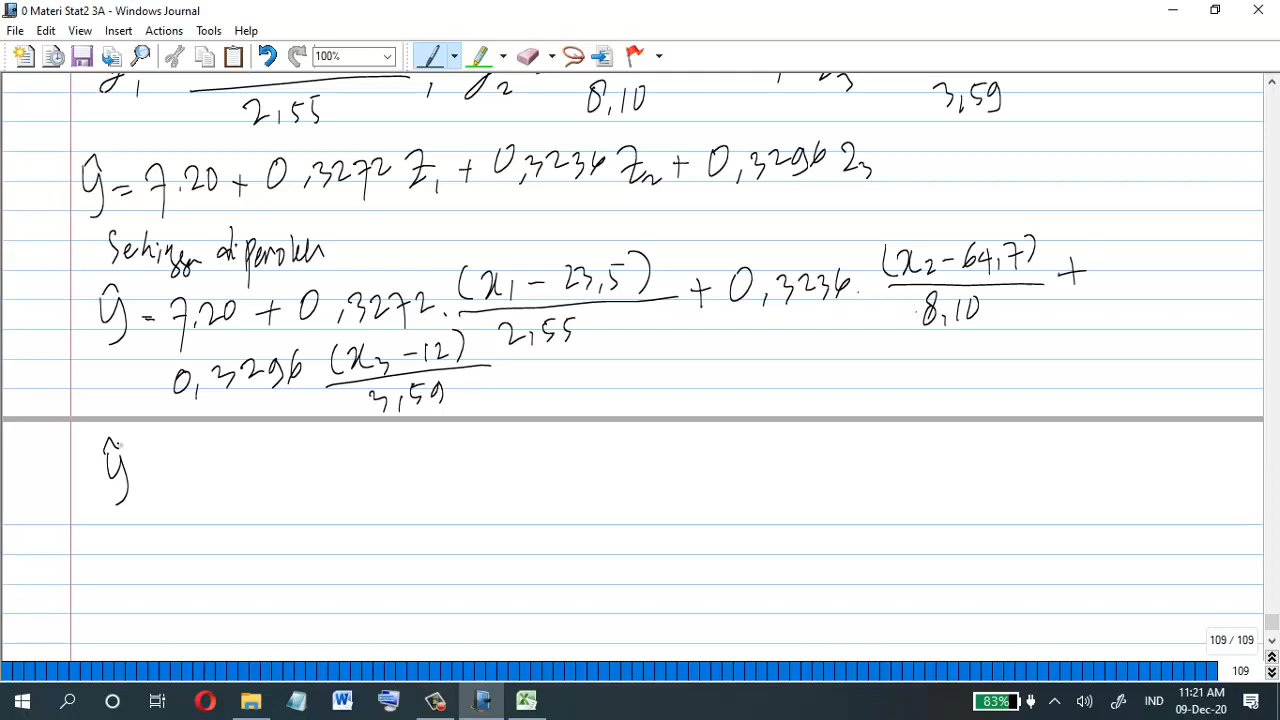 0 Materi Stat2 3A - Windows Journal
File Edit View Insert Actions Tools Help
100%
2,55 , 8,10 3,59
ŷ = 7.20 + 0,3272 Z₁ + 0,3236 Z₂ + 0,3296 Z₃
Sehingga diperoleh
ŷ = 7.20 + 0,3272 . (x₁ - 23,5) / 2,55 + 0,3236 . (x₂ - 64,7) / 8,10 +
0,3296 (x₃ - 12) / 3,59
ŷ
109 / 109
109
83% IND 11:21 AM
09-Dec-20